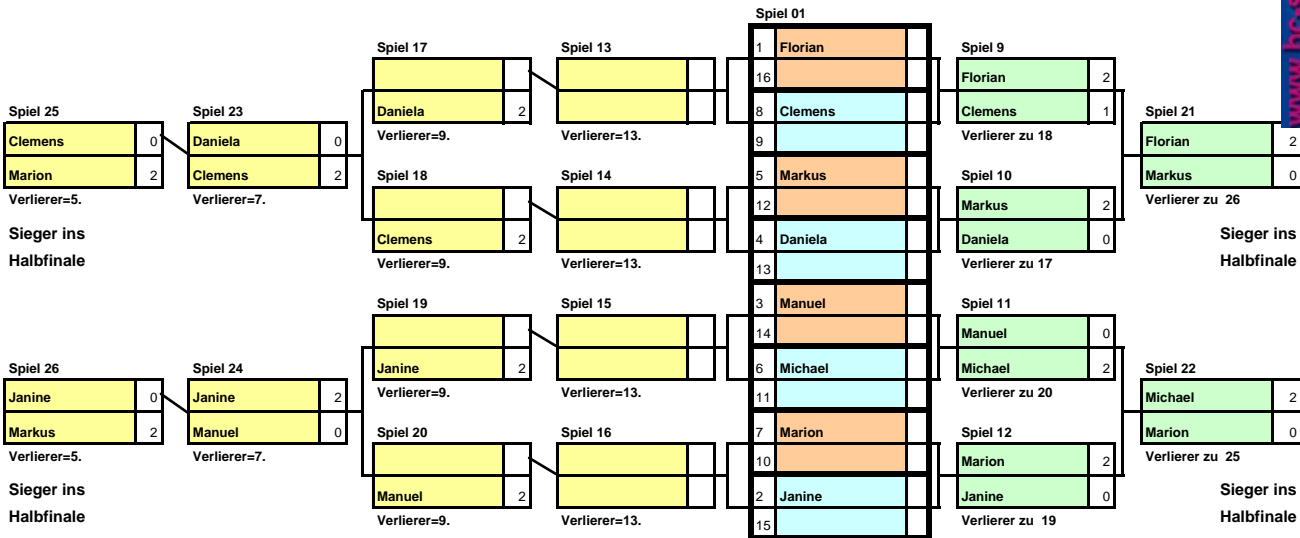 Spiel 01
Spiel 17 Spiel 13 1 Florian Spiel 9
16 Florian 2
Spiel 25 Spiel 23 Daniela 2 8 Clemens Clemens 1 Spiel 21
Clemens 0 Daniela 0 Verlierer=9. Verlierer=13. 9 Verlierer zu 18 Florian 2
Marion 2 Clemens 2 Spiel 18 Spiel 14 5 Markus Spiel 10 Markus 0
Verlierer=5. Verlierer=7. 12 Markus 2 Verlierer zu 26
Sieger ins Clemens 2 4 Daniela Daniela 0 Sieger ins
Halbfinale Verlierer=9. Verlierer=13. 13 Verlierer zu 17 Halbfinale
Spiel 19 Spiel 15 3 Manuel Spiel 11
14 Manuel 0
Spiel 26 Spiel 24 Janine 2 6 Michael Michael 2 Spiel 22
Janine 0 Janine 2 Verlierer=9. Verlierer=13. 11 Verlierer zu 20 Michael 2
Markus 2 Manuel 0 Spiel 20 Spiel 16 7 Marion Spiel 12 Marion 0
Verlierer=5. Verlierer=7. 10 Marion 2 Verlierer zu 25
Sieger ins Manuel 2 2 Janine Janine 0 Sieger ins
Halbfinale Verlierer=9. Verlierer=13. 15 Verlierer zu 19 Halbfinale